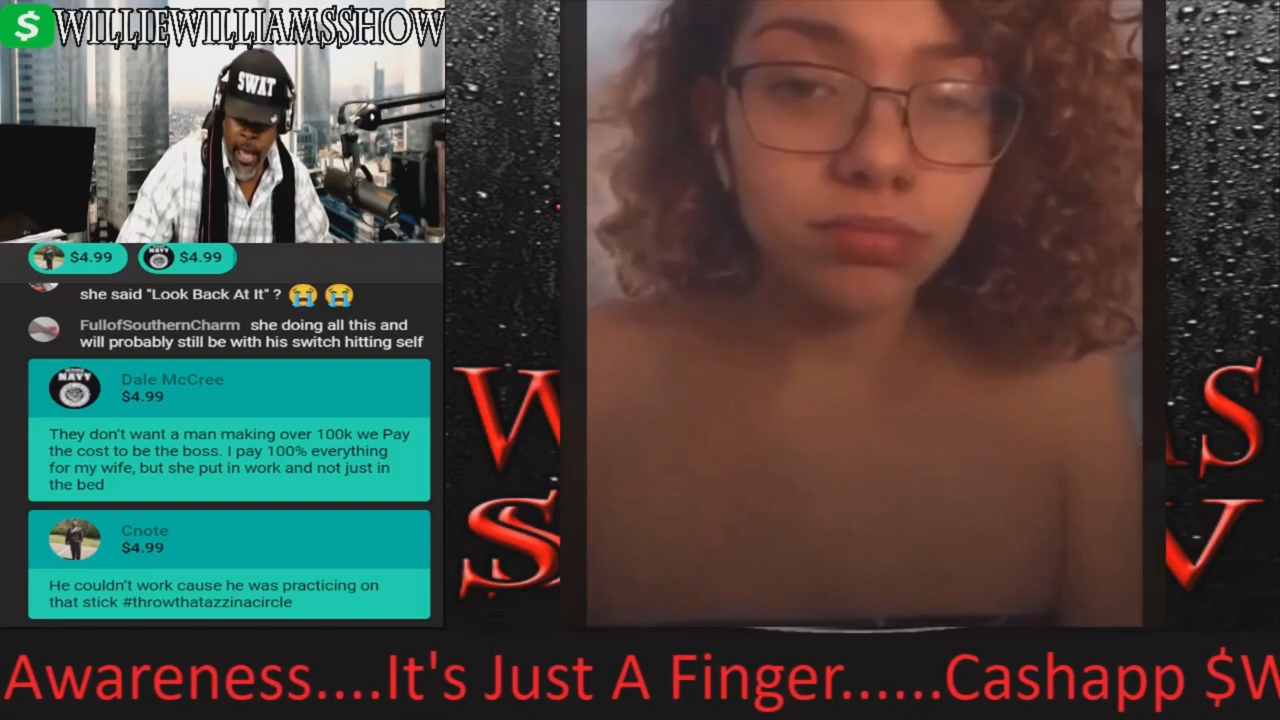 $ WILLIEWILLIAMS$SHOW
SWAT
$4.99 $4.99
she said "Look Back At It" ? 😭 😭
FullofSouthernCharm she doing all this and
will probably still be with his switch hitting self
NAVY
Dale McCree
$4.99
They don't want a man making over 100k we Pay
the cost to be the boss. I pay 100% everything
for my wife, but she put in work and not just in
the bed
Cnote
$4.99
He couldn't work cause he was practicing on
that stick #throwthatazzinacircle
W
S
S
Awareness....It's Just A Finger......Cashapp $W